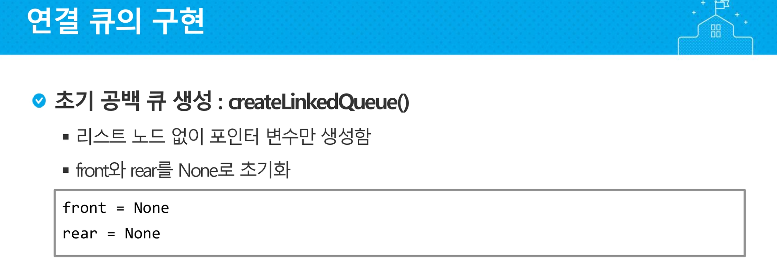 연결 큐의 구현
초기 공백 큐 생성 : createLinkedQueue()
▪ 리스트 노드 없이 포인터 변수만 생성함
▪ front와 rear를 None로 초기화
front = None
rear = None